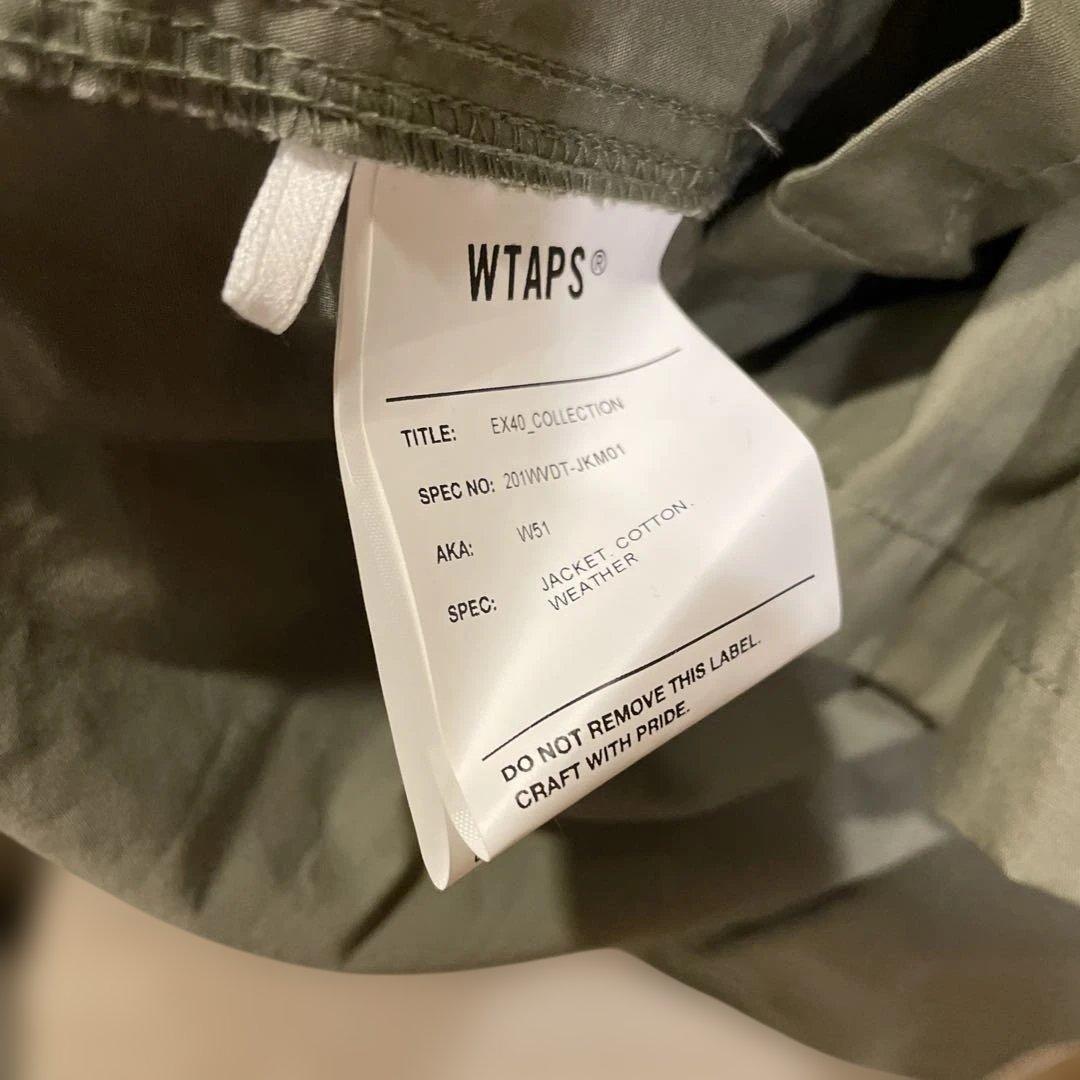 WTAPS®
TITLE: EX40_COLLECTION
SPEC NO: 201WVDT-JKM01
AKA: W51
SPEC: JACKET. COTTON.
WEATHER
DO NOT REMOVE THIS LABEL.
CRAFT WITH PRIDE.